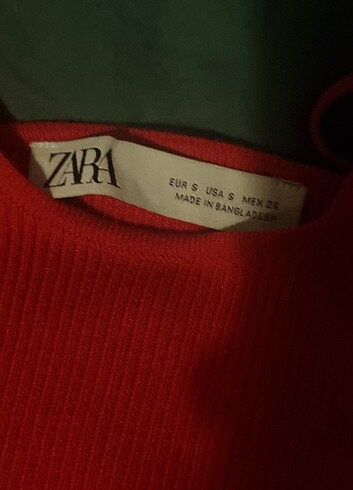 ZARA
EUR S USA S MEX 26
MADE IN BANGLADESH